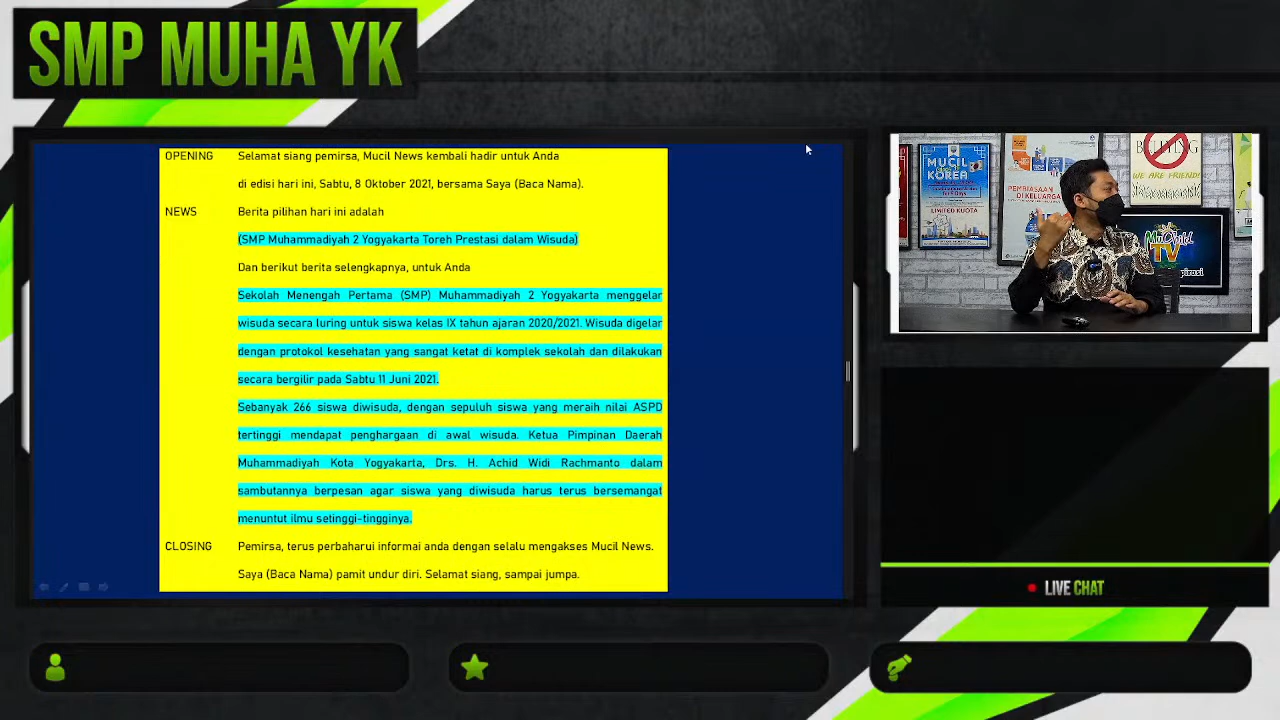 SMP MUHA YK
OPENING Selamat siang pemirsa, Mucil News kembali hadir untuk Anda
di edisi hari ini, Sabtu, 8 Oktober 2021, bersama Saya (Baca Nama).
NEWS Berita pilihan hari ini adalah
(SMP Muhammadiyah 2 Yogyakarta Toreh Prestasi dalam Wisuda)
Dan berikut berita selengkapnya, untuk Anda
Sekolah Menengah Pertama (SMP) Muhammadiyah 2 Yogyakarta menggelar
wisuda secara luring untuk siswa kelas IX tahun ajaran 2020/2021. Wisuda digelar
dengan protokol kesehatan yang sangat ketat di komplek sekolah dan dilakukan
secara bergilir pada Sabtu 11 Juni 2021.
Sebanyak 266 siswa diwisuda, dengan sepuluh siswa yang meraih nilai ASPD
tertinggi mendapat penghargaan di awal wisuda. Ketua Pimpinan Daerah
Muhammadiyah Kota Yogyakarta, Drs. H. Achid Widi Rachmanto dalam
sambutannya berpesan agar siswa yang diwisuda harus terus bersemangat
menuntut ilmu setinggi-tingginya.
CLOSING Pemirsa, terus perbaharui informai anda dengan selalu mengakses Mucil News.
Saya (Baca Nama) pamit undur diri. Selamat siang, sampai jumpa.
MUCIL
KOREA
LIMITED KUOTA
PEMBIASAAN
DI KELUARGA
WE ARE FRIEND
TV
LIVE CHAT